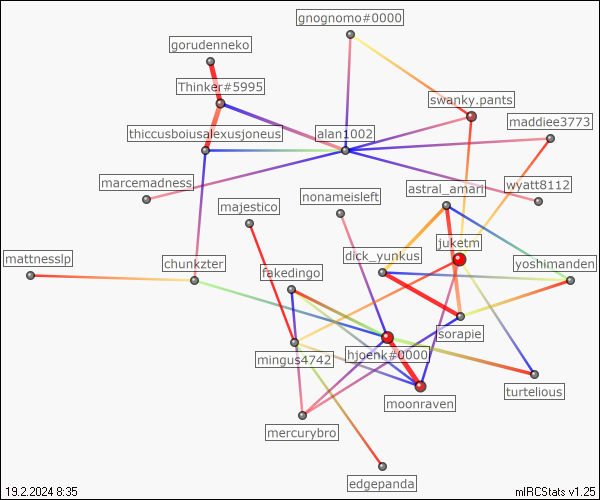 gnognomo#0000
gorudenneko
Thinker#5995
swanky.pants
maddiee3773
thiccusboiusalexusjoneus
alan1002
marcemadness
astral_amari
wyatt8112
majestico
nonameisleft
juketm
mattnesslp
chunkzter
fakedingo
dick_yunkus
yoshimanden
sorapie
mingus4742
hjoenk#0000
turtelious
moonraven
mercurybro
edgepanda
19.2.2024 8:35
mIRCStats v1.25